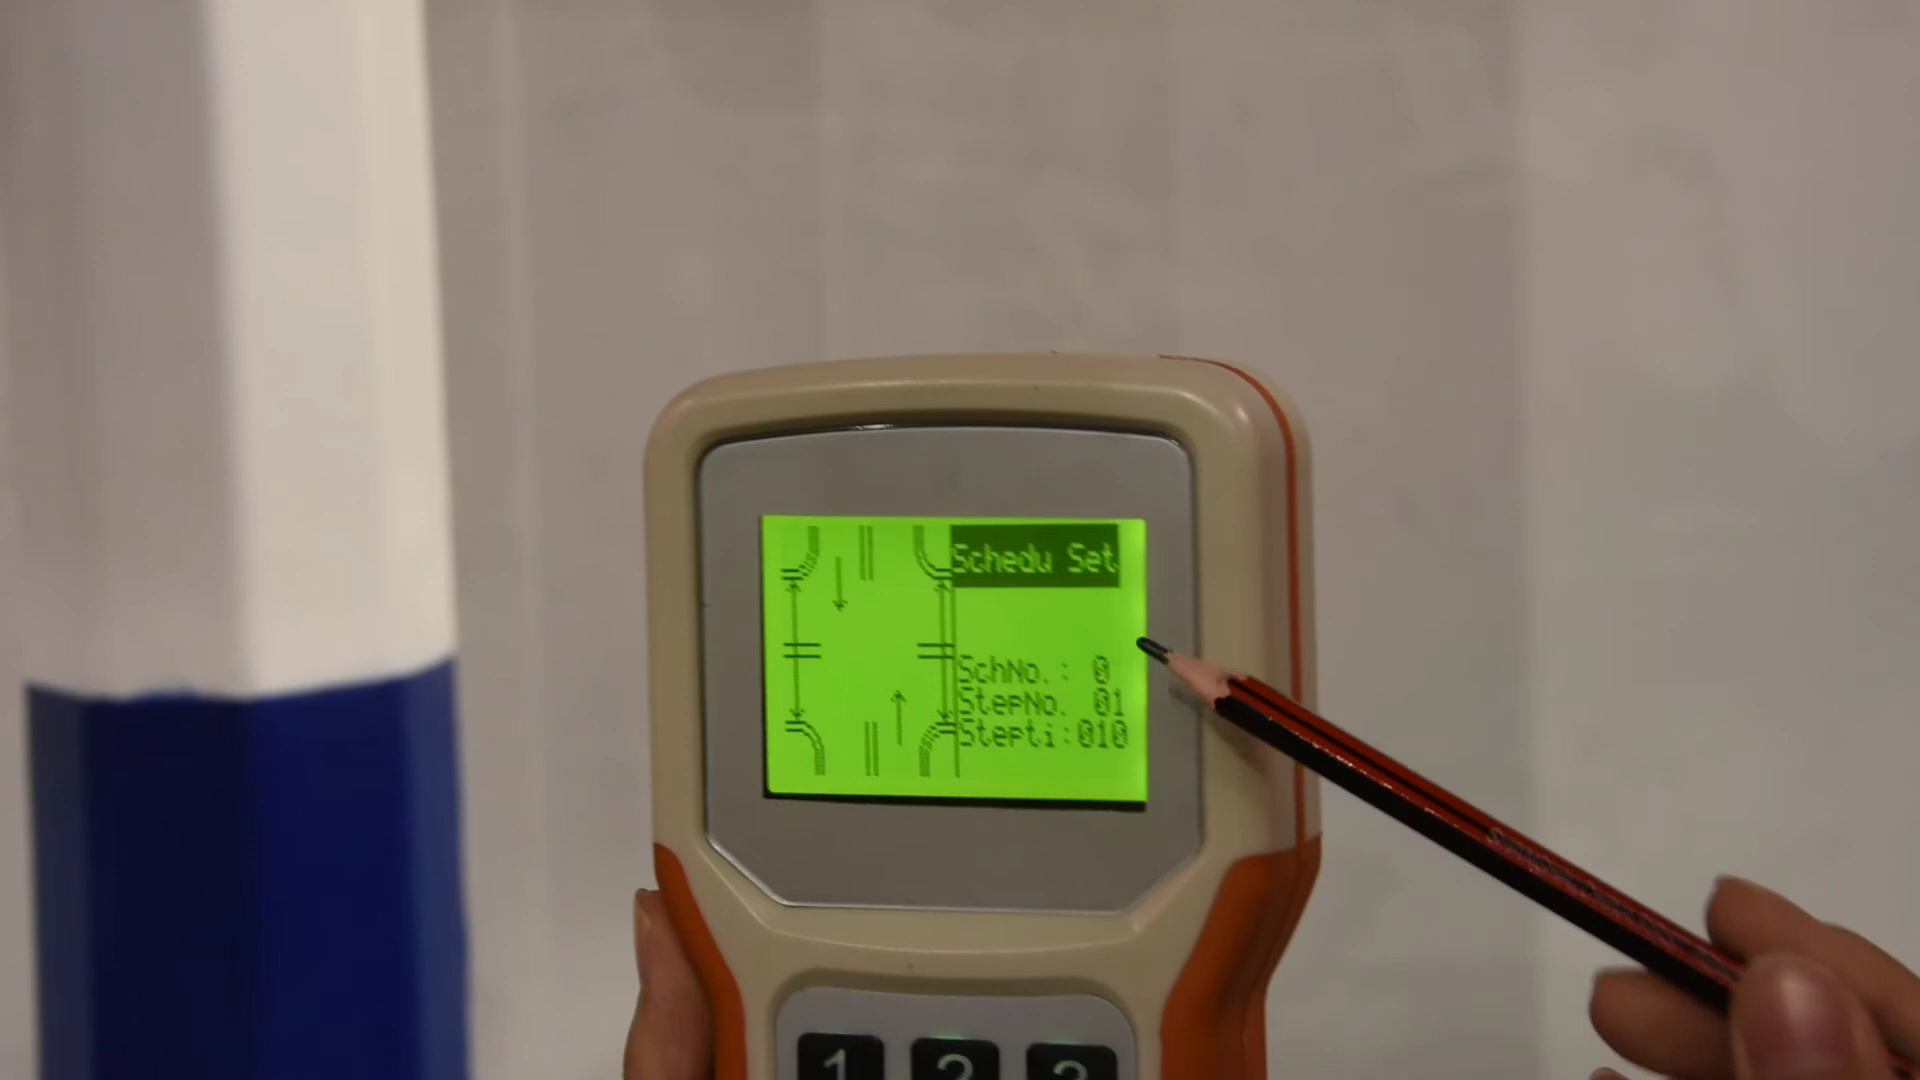 Schedu Set
SchNo.: 0
StepNo. 01
Stepti:010
1 2 3